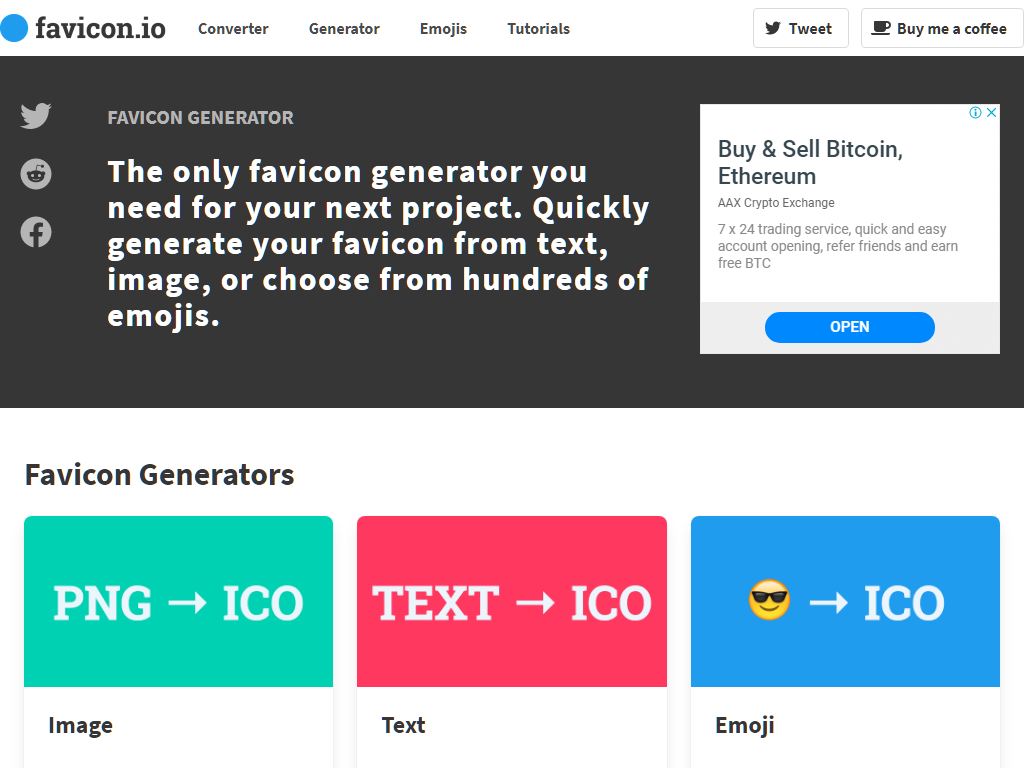 favicon.io
Converter
Generator
Emojis
Tutorials
Tweet
Buy me a coffee
FAVICON GENERATOR
The only favicon generator you
need for your next project. Quickly
generate your favicon from text,
image, or choose from hundreds of
emojis.
Buy & Sell Bitcoin,
Ethereum
AAX Crypto Exchange
7 x 24 trading service, quick and easy
account opening, refer friends and earn
free BTC
OPEN
Favicon Generators
PNG → ICO
TEXT → ICO
😎 → ICO
Image
Text
Emoji